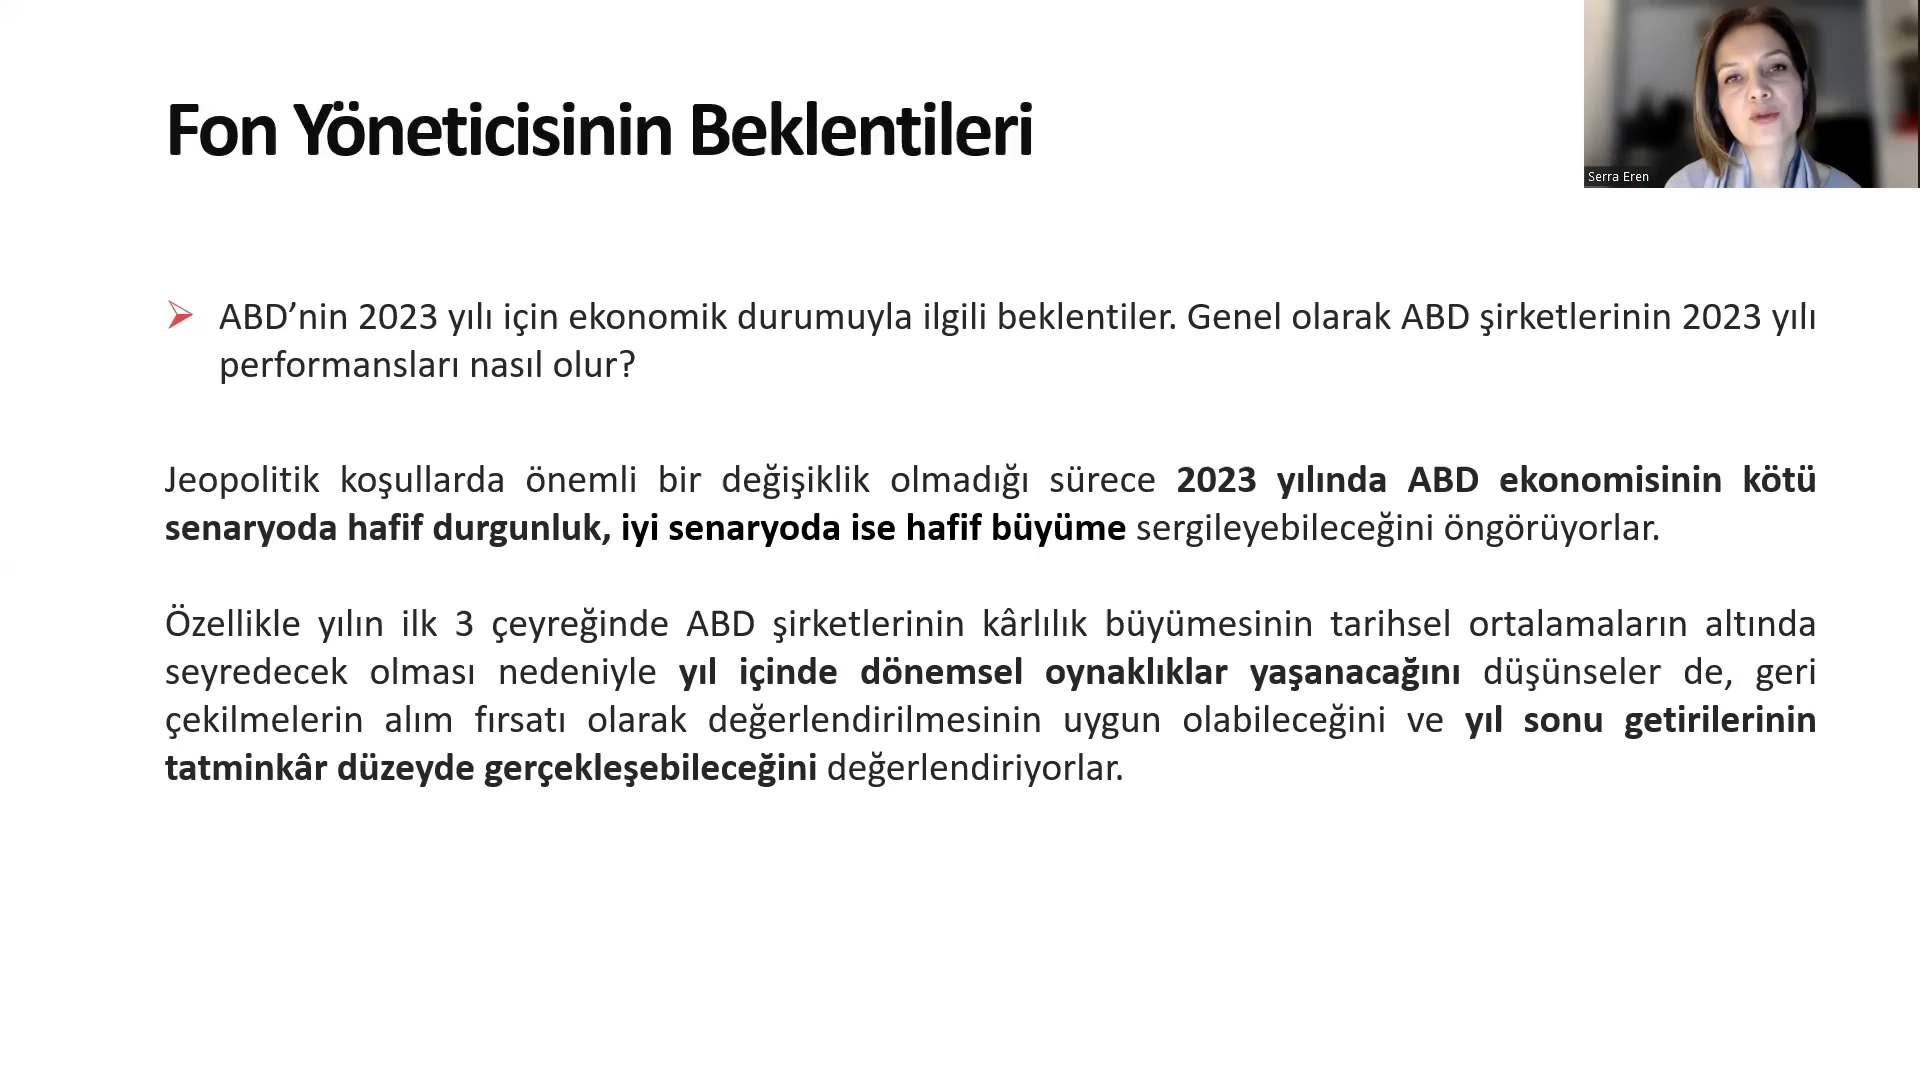 Fon Yöneticisinin Beklentileri
Serra Eren
ABD’nin 2023 yılı için ekonomik durumuyla ilgili beklentiler. Genel olarak ABD şirketlerinin 2023 yılı
performansları nasıl olur?
Jeopolitik koşullarda önemli bir değişiklik olmadığı sürece 2023 yılında ABD ekonomisinin kötü
senaryoda hafif durgunluk, iyi senaryoda ise hafif büyüme sergileyebileceğini öngörüyorlar.
Özellikle yılın ilk 3 çeyreğinde ABD şirketlerinin kârlılık büyümesinin tarihsel ortalamaların altında
seyredecek olması nedeniyle yıl içinde dönemsel oynaklıklar yaşanacağını düşünseler de, geri
çekilmelerin alım fırsatı olarak değerlendirilmesinin uygun olabileceğini ve yıl sonu getirilerinin
tatminkâr düzeyde gerçekleşebileceğini değerlendiriyorlar.